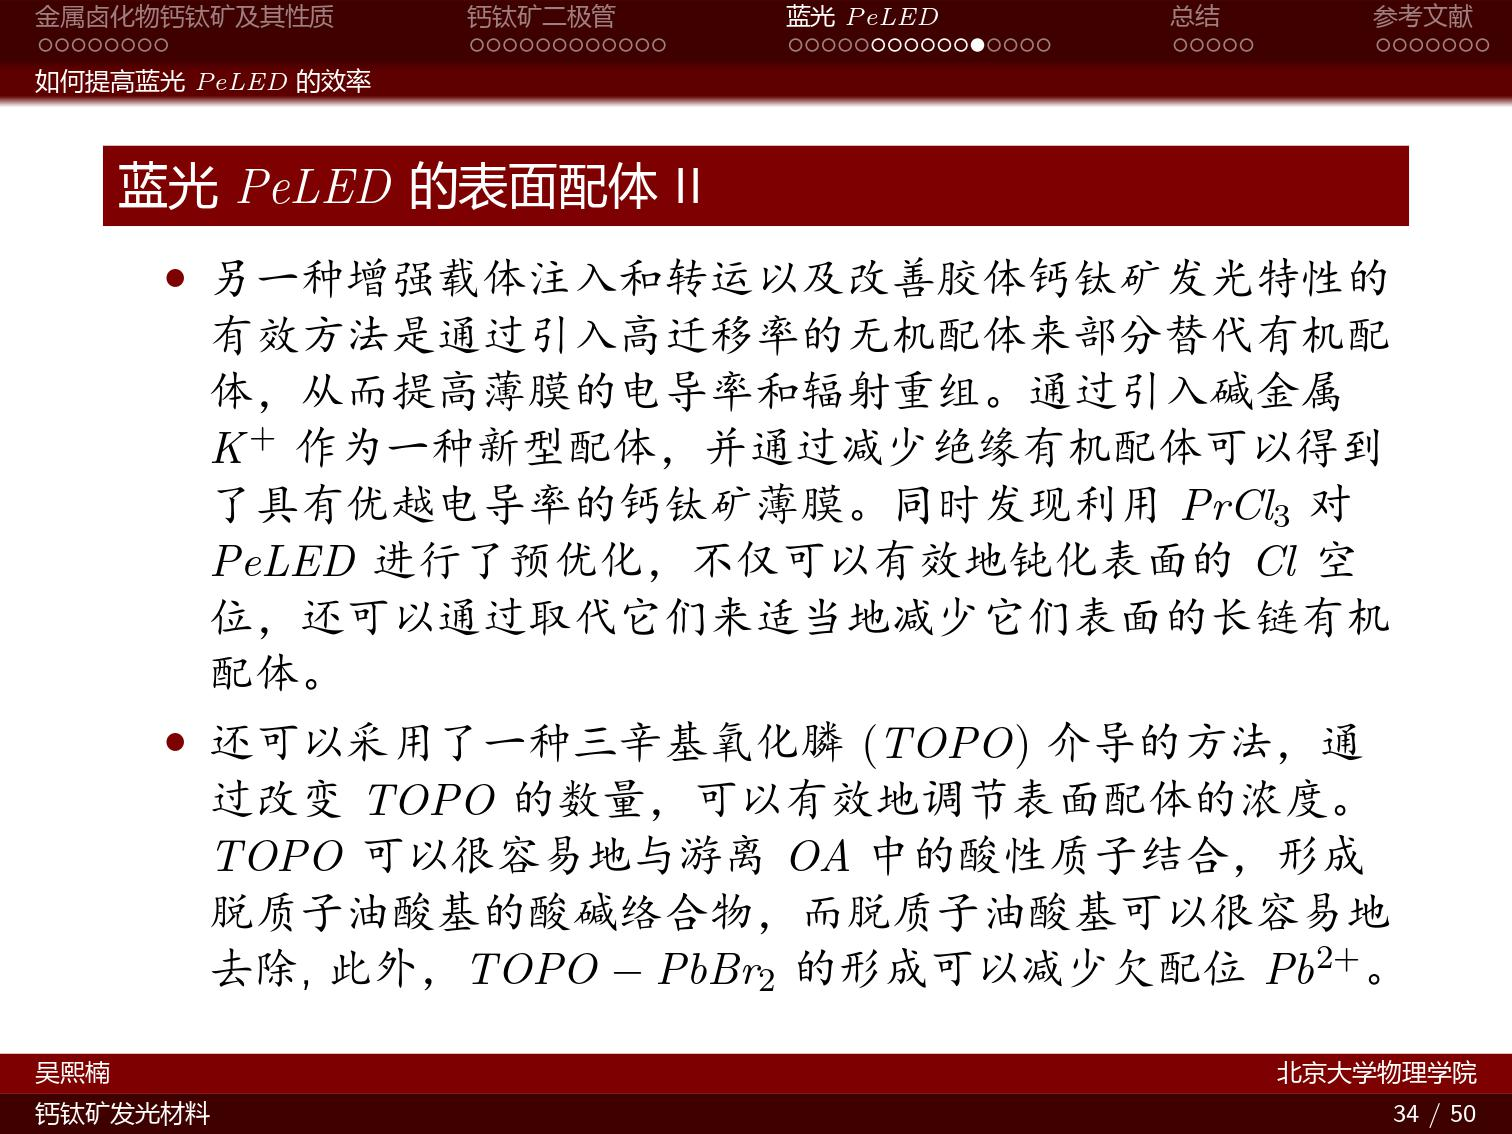 金属卤化物钙钛矿及其性质 钙钛矿二极管 蓝光 PeLED 总结 参考文献
如何提高蓝光 PeLED 的效率
蓝光 PeLED 的表面配体 II
• 另一种增强载体注入和转运以及改善胶体钙钛矿发光特性的
有效方法是通过引入高迁移率的无机配体来部分替代有机配
体，从而提高薄膜的电导率和辐射重组。通过引入碱金属
K⁺ 作为一种新型配体，并通过减少绝缘有机配体可以得到
了具有优越电导率的钙钛矿薄膜。同时发现利用 PrCl₃ 对
PeLED 进行了预优化，不仅可以有效地钝化表面的 Cl 空
位，还可以通过取代它们来适当地减少它们表面的长链有机
配体。
• 还可以采用了一种三辛基氧化膦 (TOPO) 介导的方法，通
过改变 TOPO 的数量，可以有效地调节表面配体的浓度。
TOPO 可以很容易地与游离 OA 中的酸性质子结合，形成
脱质子油酸基的酸碱络合物，而脱质子油酸基可以很容易地
去除, 此外，TOPO − PbBr₂ 的形成可以减少欠配位 Pb²⁺。
吴熙楠 北京大学物理学院
钙钛矿发光材料 34 / 50